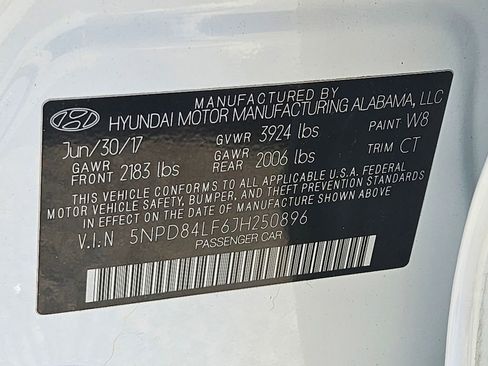 MANUFACTURED BY
HYUNDAI MOTOR MANUFACTURING ALABAMA, LLC
Jun/30/17 GVWR 3924 lbs PAINT W8
GAWR FRONT 2183 lbs GAWR REAR 2006 lbs TRIM CT
THIS VEHICLE CONFORMS TO ALL APPLICABLE U.S.A. FEDERAL
MOTOR VEHICLE SAFETY, BUMPER, AND THEFT PREVENTION STANDARDS
IN EFFECT ON THE DATE OF MANUFACTURE SHOWN ABOVE.
V.I.N 5NPD84LF6JH250896
PASSENGER CAR